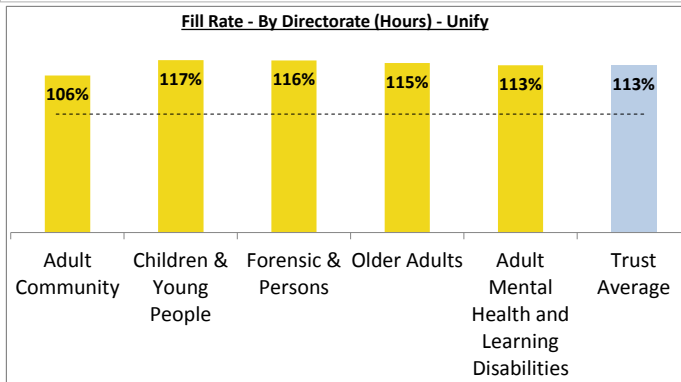 Fill Rate - By Directorate (Hours) - Unify
106%
117%
116%
115%
113%
113%
Adult
Community
Children &
Young
People
Forensic &
Persons
Older Adults
Adult
Mental
Health and
Learning
Disabilities
Trust
Average